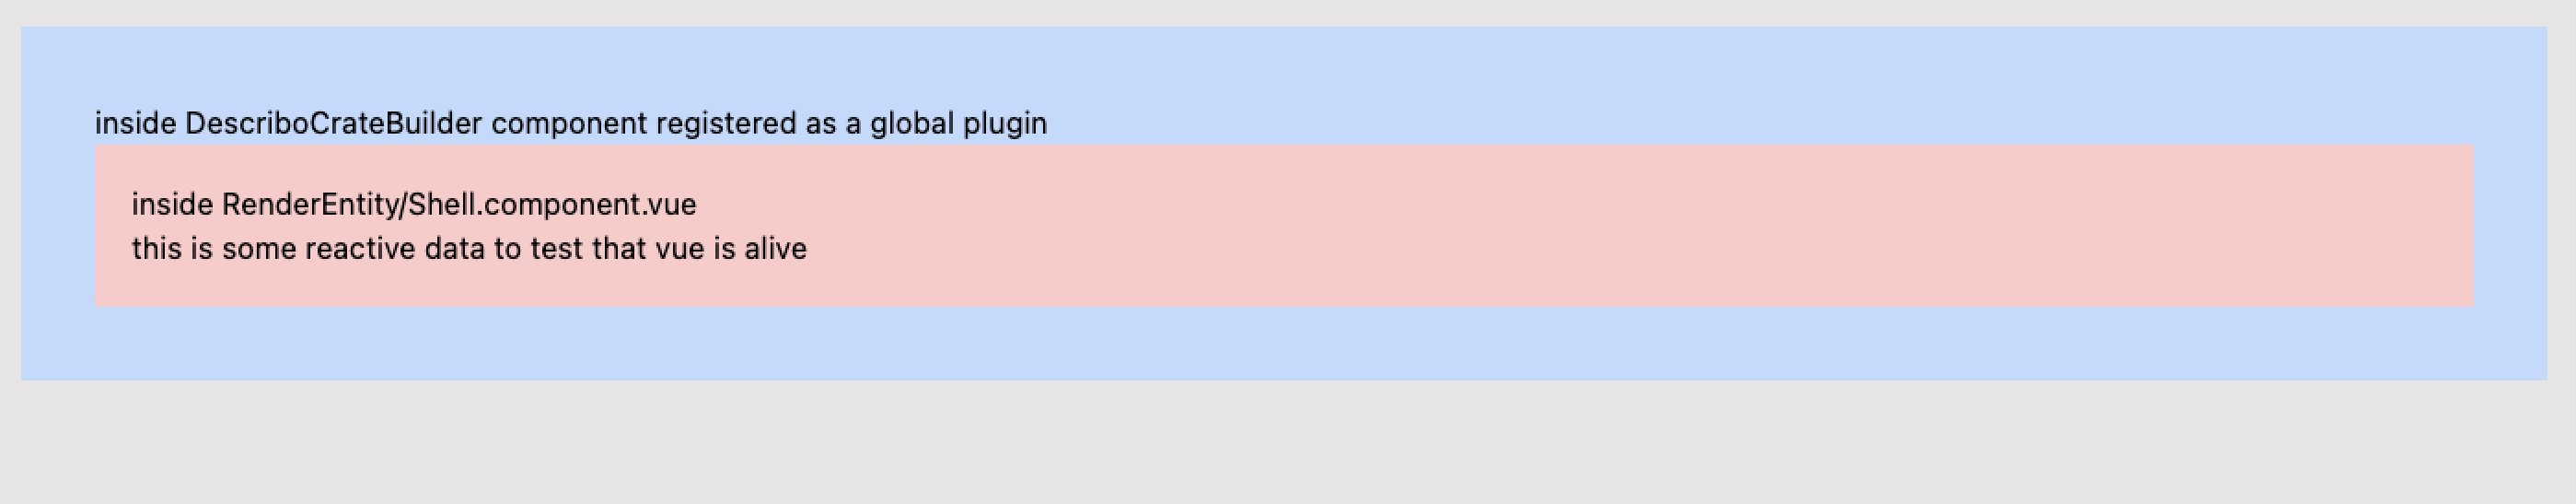 inside DescriboCrateBuilder component registered as a global plugin
inside RenderEntity/Shell.component.vue
this is some reactive data to test that vue is alive